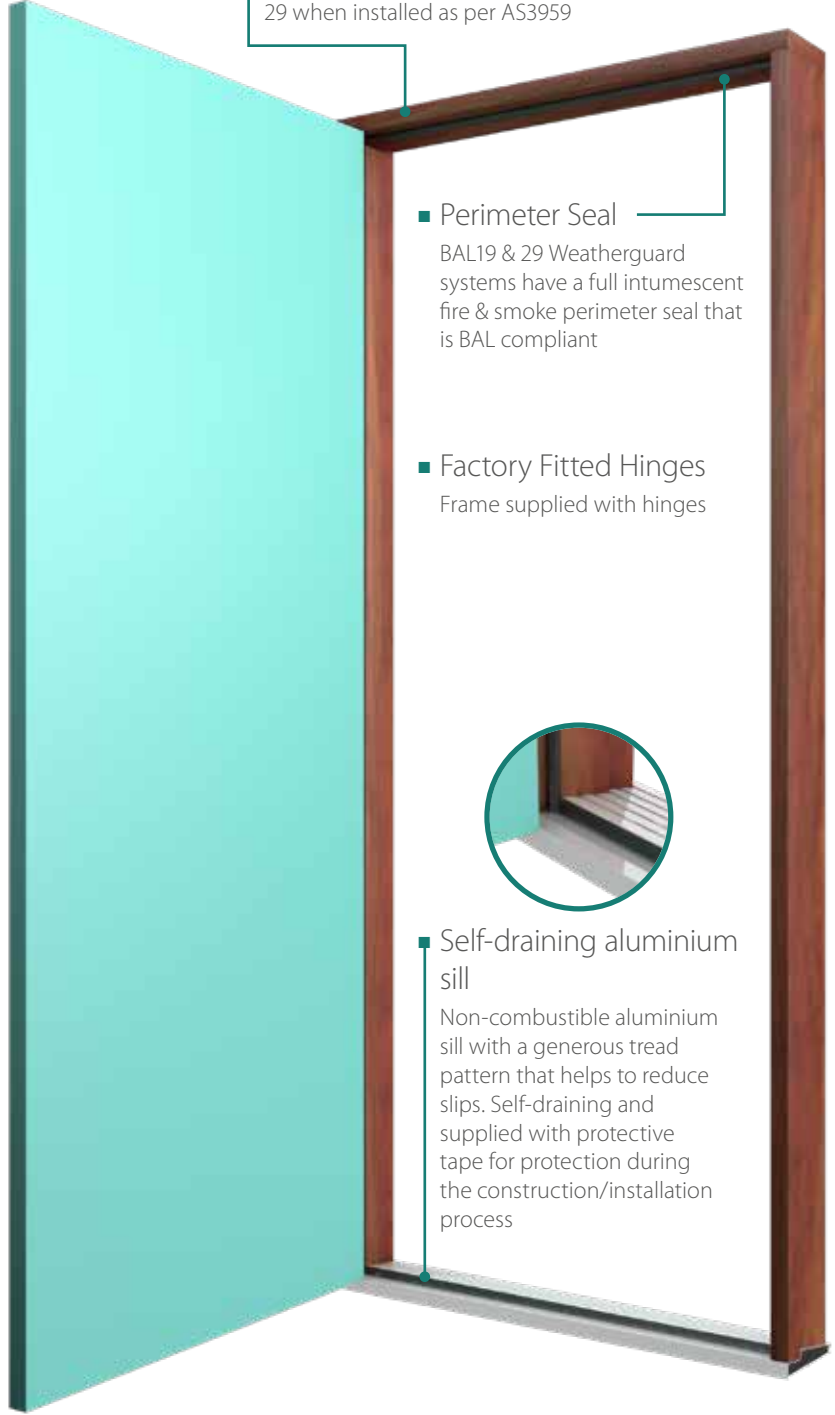 29 when installed as per AS3959
Perimeter Seal
BAL19 & 29 Weatherguard
systems have a full intumescent
fire & smoke perimeter seal that
is BAL compliant
Factory Fitted Hinges
Frame supplied with hinges
Self-draining aluminium
sill
Non-combustible aluminium
sill with a generous tread
pattern that helps to reduce
slips. Self-draining and
supplied with protective
tape for protection during
the construction/installation
process